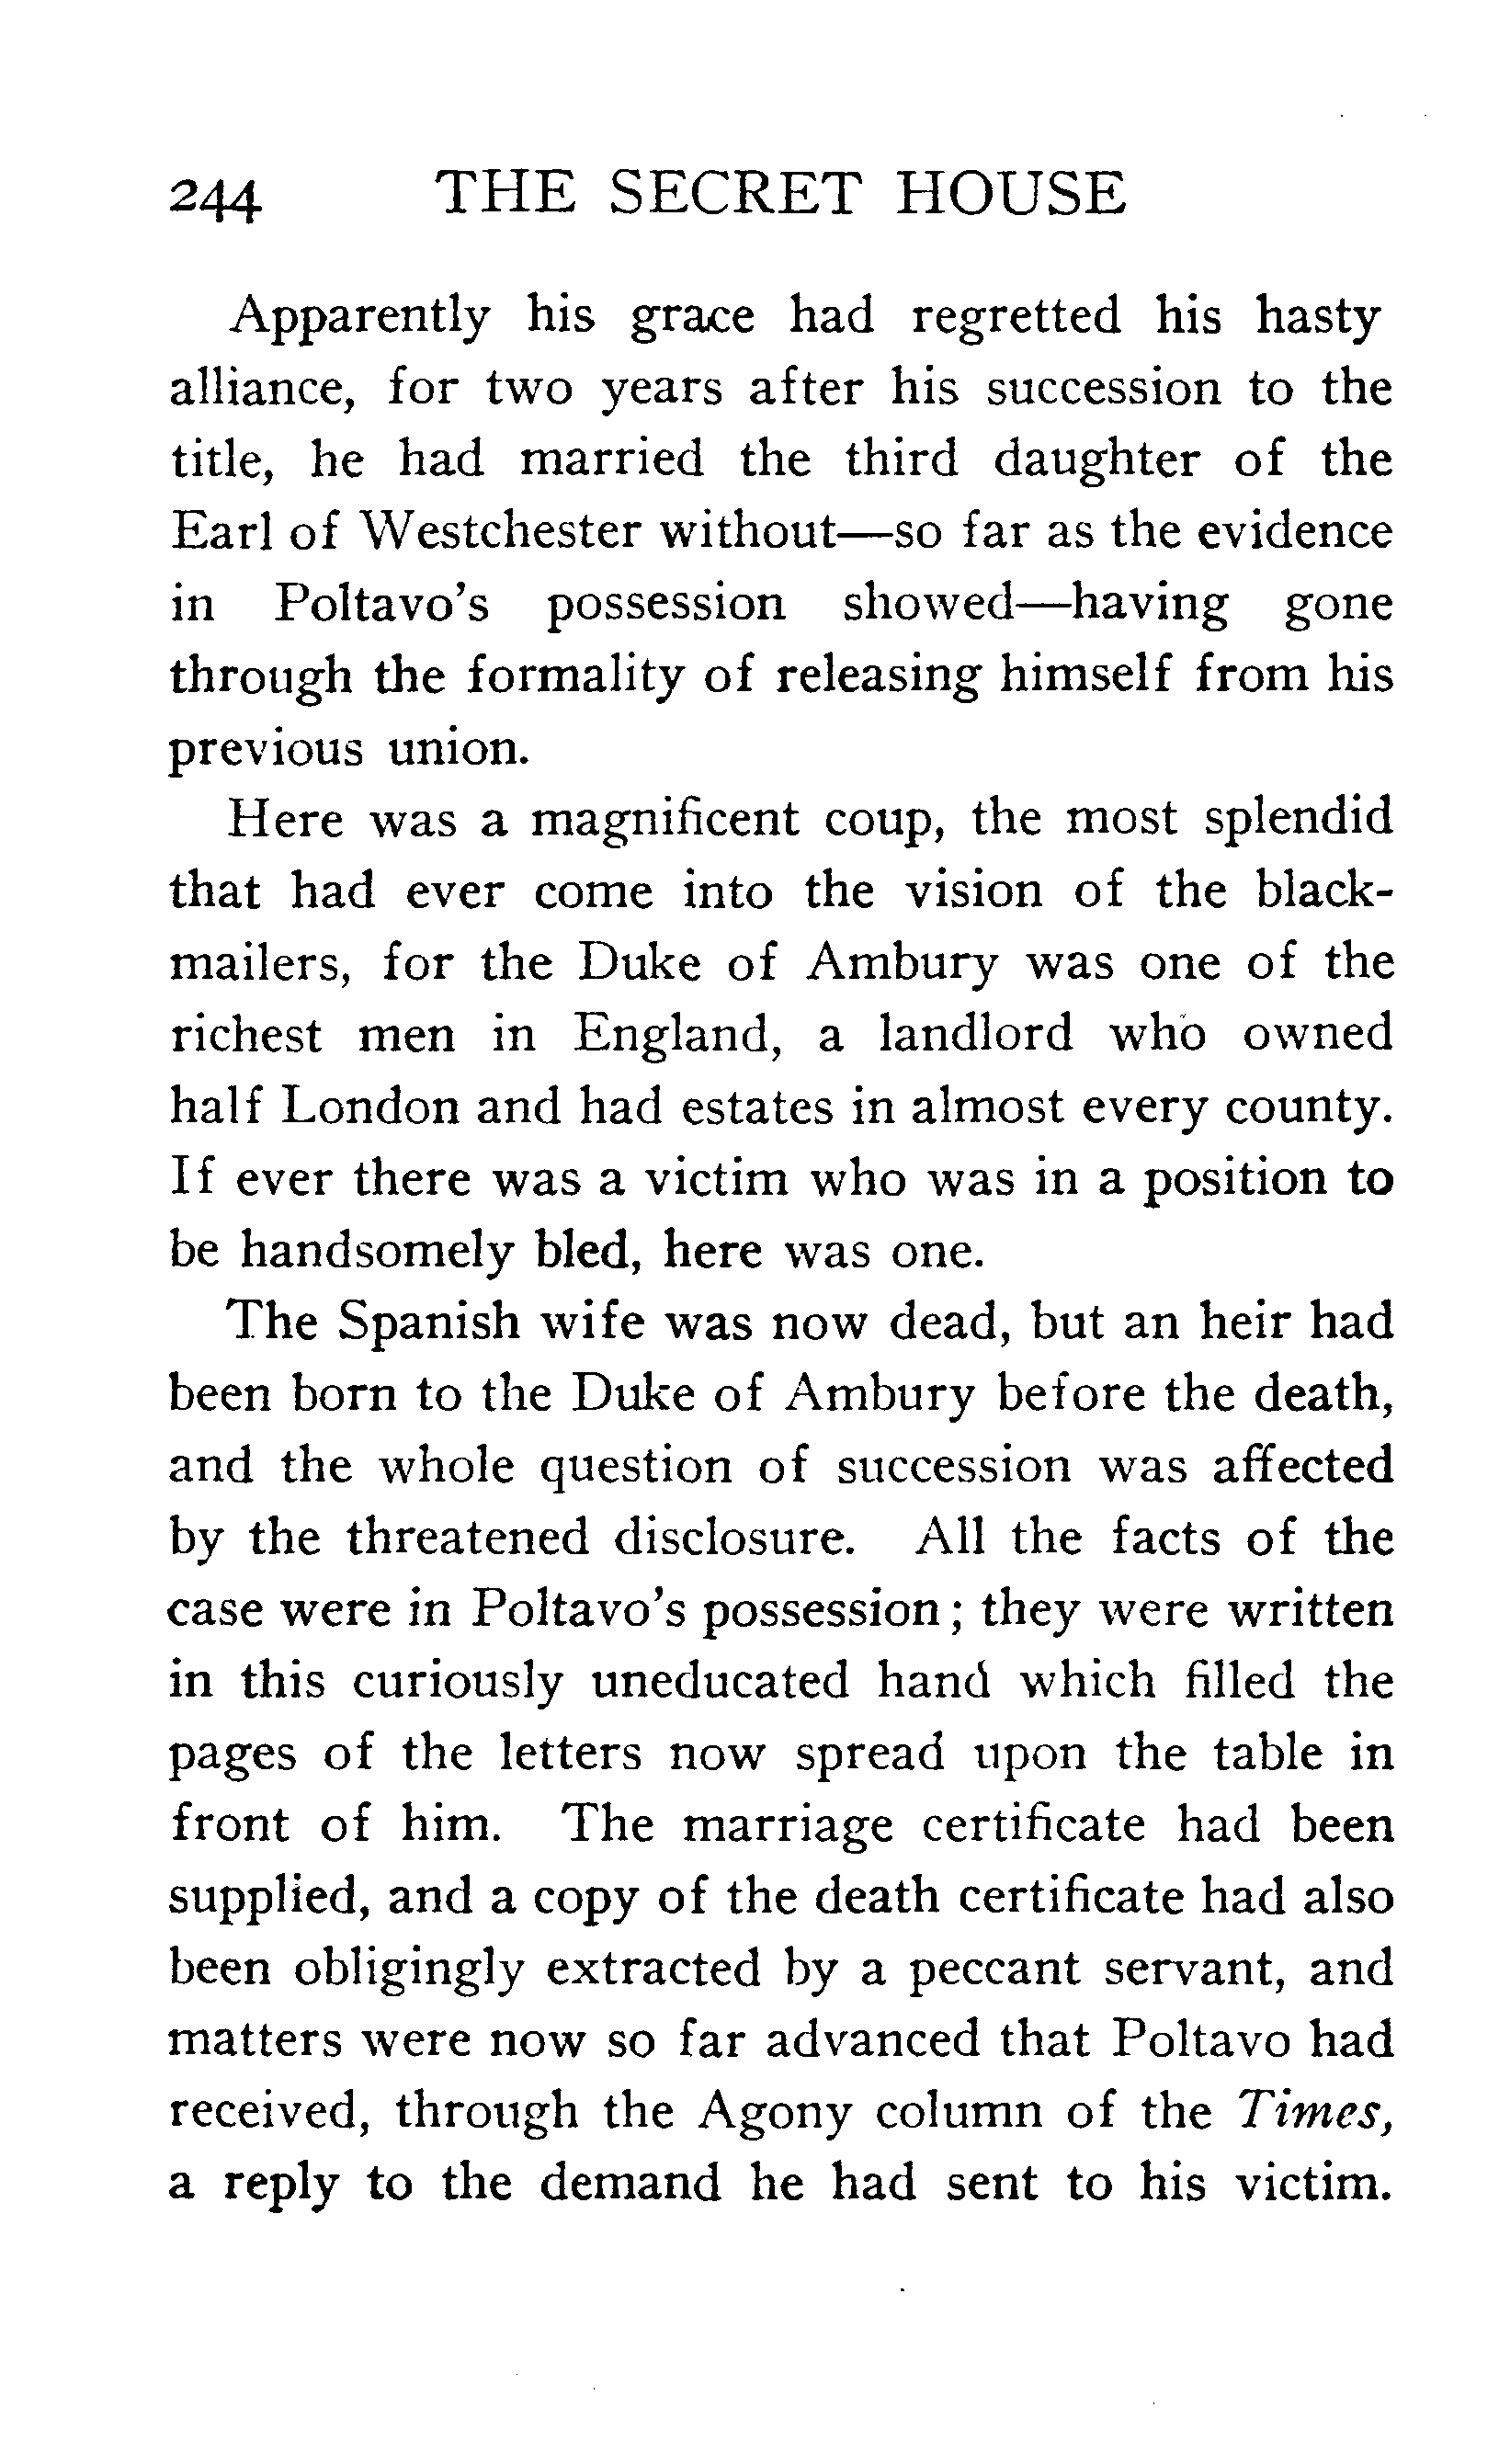 244 THE SECRET HOUSE
Apparently his grace had regretted his hasty
alliance, for two years after his succession to the
title, he had married the third daughter of the
Earl of Westchester without—so far as the evidence
in Poltavo's possession showed—having gone
through the formality of releasing himself from his
previous union.
Here was a magnificent coup, the most splendid
that had ever come into the vision of the black-
mailers, for the Duke of Ambury was one of the
richest men in England, a landlord who owned
half London and had estates in almost every county.
If ever there was a victim who was in a position to
be handsomely bled, here was one.
The Spanish wife was now dead, but an heir had
been born to the Duke of Ambury before the death,
and the whole question of succession was affected
by the threatened disclosure. All the facts of the
case were in Poltavo's possession; they were written
in this curiously uneducated hand which filled the
pages of the letters now spread upon the table in
front of him. The marriage certificate had been
supplied, and a copy of the death certificate had also
been obligingly extracted by a peccant servant, and
matters were now so far advanced that Poltavo had
received, through the Agony column of the Times,
a reply to the demand he had sent to his victim.